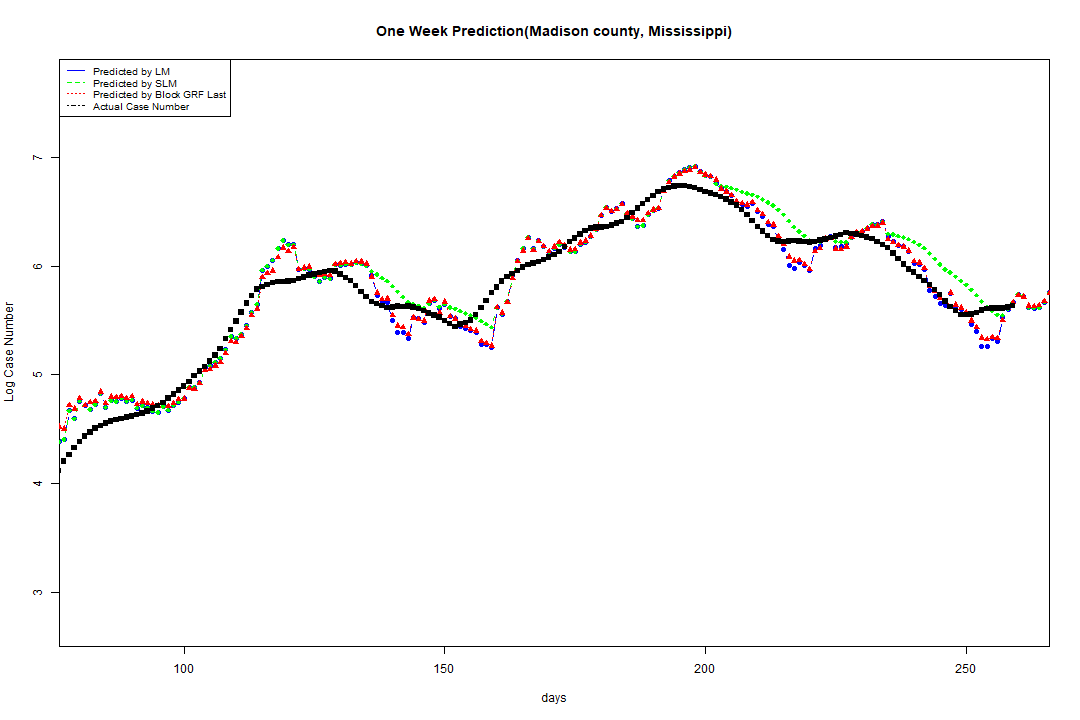 One Week Prediction(Madison county, Mississippi)
Predicted by LM
Predicted by SLM
Predicted by Block GRF Last
Actual Case Number
7
6
5
4
3
Log Case Number
100 150 200 250
days